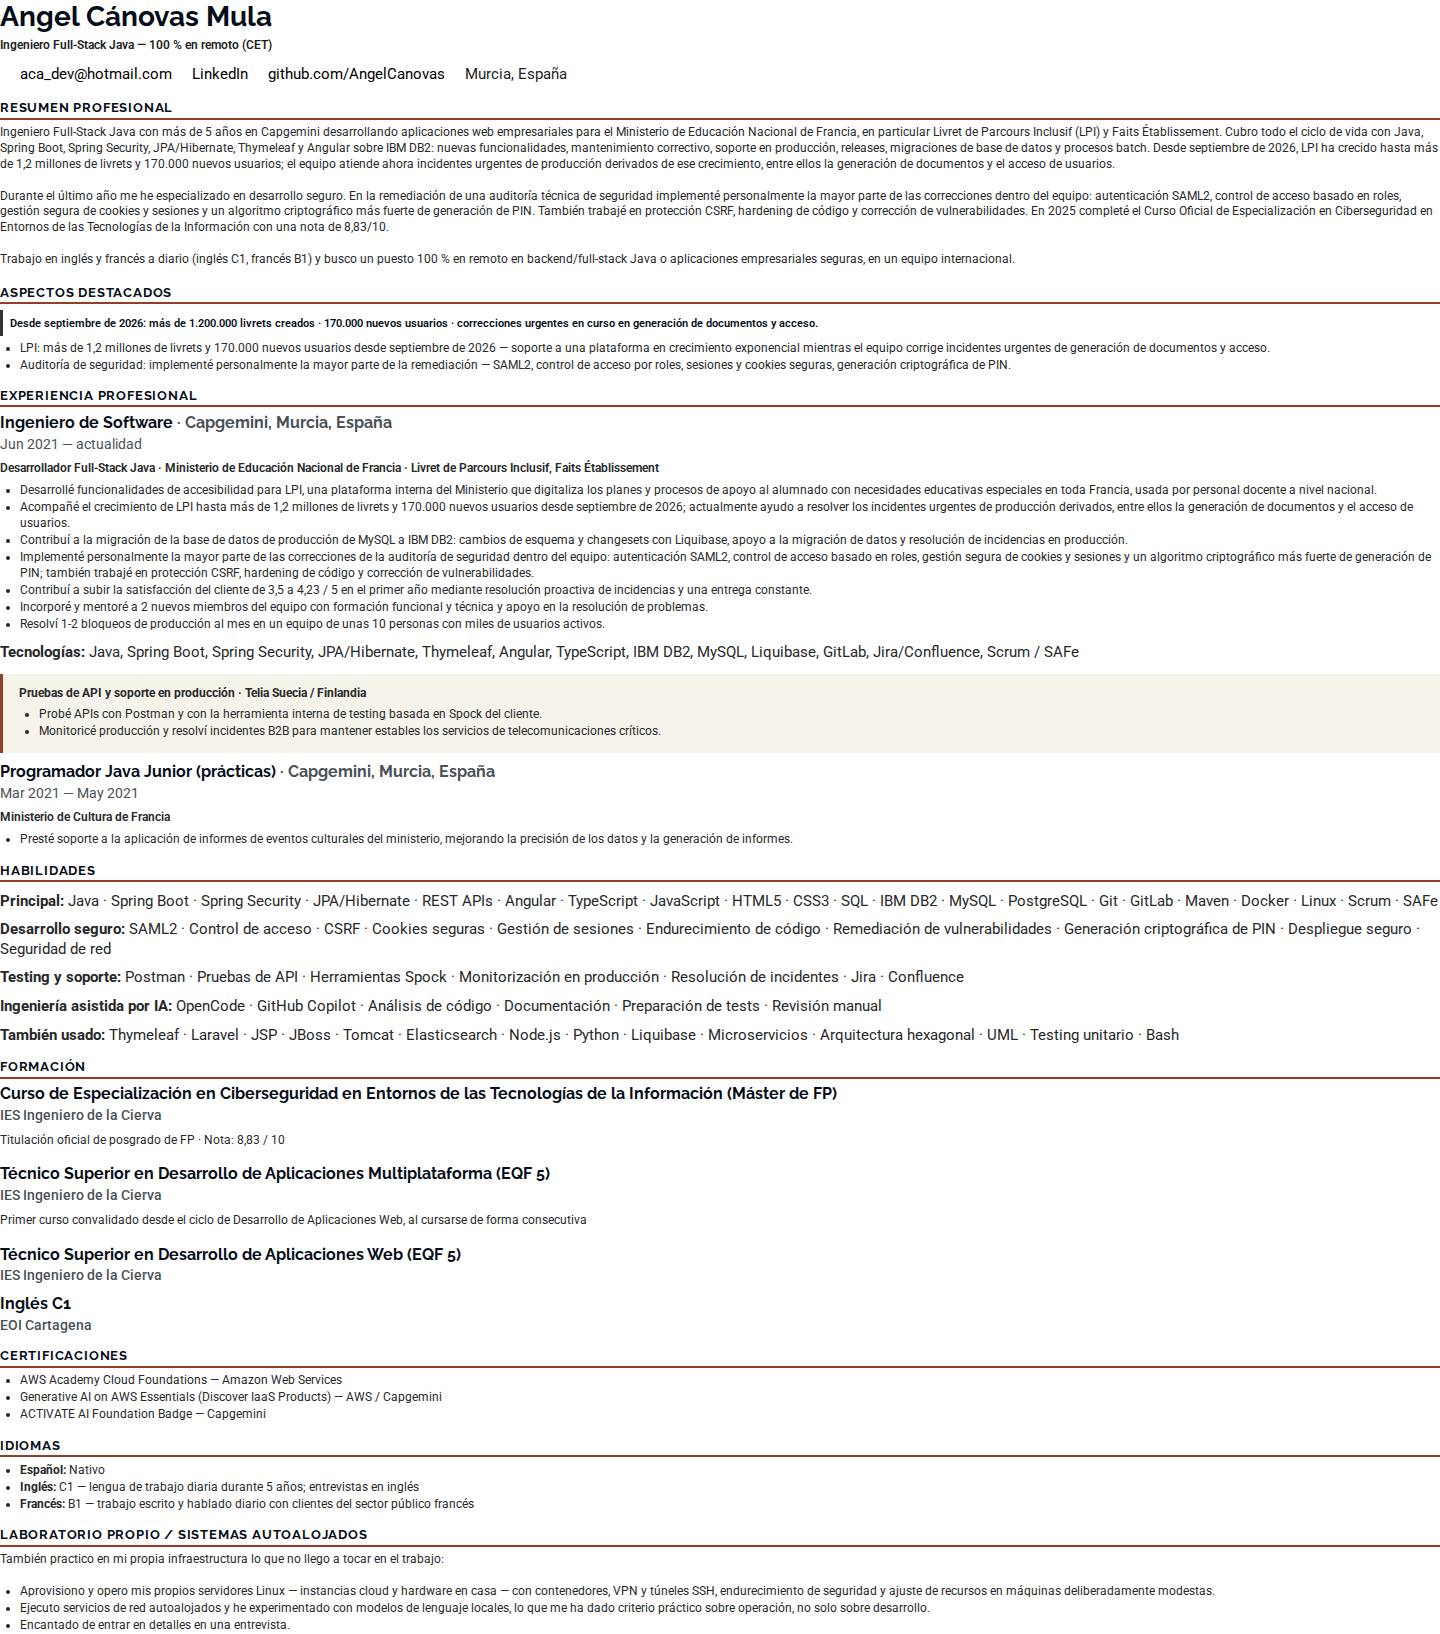 Angel Cánovas Mula
Ingeniero Full-Stack Java — 100 % en remoto (CET)
aca_dev@hotmail.com LinkedIn github.com/AngelCanovas Murcia, España
RESUMEN PROFESIONAL
Ingeniero Full-Stack Java con más de 5 años en Capgemini desarrollando aplicaciones web empresariales para el Ministerio de Educación Nacional de Francia, en particular Livret de Parcours Inclusif (LPI) y Faits Établissement. Cubro todo el ciclo de vida con Java,
Spring Boot, Spring Security, JPA/Hibernate, Thymeleaf y Angular sobre IBM DB2: nuevas funcionalidades, mantenimiento correctivo, soporte en producción, releases, migraciones de base de datos y procesos batch. Desde septiembre de 2026, LPI ha crecido hasta más
de 1,2 millones de livrets y 170.000 nuevos usuarios; el equipo atiende ahora incidentes urgentes de producción derivados de ese crecimiento, entre ellos la generación de documentos y el acceso de usuarios.
Durante el último año me he especializado en desarrollo seguro. En la remediación de una auditoría técnica de seguridad implementé personalmente la mayor parte de las correcciones dentro del equipo: autenticación SAML2, control de acceso basado en roles,
gestión segura de cookies y sesiones y un algoritmo criptográfico más fuerte de generación de PIN. También trabajé en protección CSRF, hardening de código y corrección de vulnerabilidades. En 2025 completé el Curso Oficial de Especialización en Ciberseguridad en
Entornos de las Tecnologías de la Información con una nota de 8,83/10.
Trabajo en inglés y francés a diario (inglés C1, francés B1) y busco un puesto 100 % en remoto en backend/full-stack Java o aplicaciones empresariales seguras, en un equipo internacional.
ASPECTOS DESTACADOS
Desde septiembre de 2026: más de 1.200.000 livrets creados · 170.000 nuevos usuarios · correcciones urgentes en curso en generación de documentos y acceso.
• LPI: más de 1,2 millones de livrets y 170.000 nuevos usuarios desde septiembre de 2026 — soporte a una plataforma en crecimiento exponencial mientras el equipo corrige incidentes urgentes de generación de documentos y acceso.
• Auditoría de seguridad: implementé personalmente la mayor parte de la remediación — SAML2, control de acceso por roles, sesiones y cookies seguras, generación criptográfica de PIN.
EXPERIENCIA PROFESIONAL
Ingeniero de Software · Capgemini, Murcia, España
Jun 2021 — actualidad
Desarrollador Full-Stack Java · Ministerio de Educación Nacional de Francia · Livret de Parcours Inclusif, Faits Établissement
• Desarrollé funcionalidades de accesibilidad para LPI, una plataforma interna del Ministerio que digitaliza los planes y procesos de apoyo al alumnado con necesidades educativas especiales en toda Francia, usada por personal docente a nivel nacional.
• Acompañé el crecimiento de LPI hasta más de 1,2 millones de livrets y 170.000 nuevos usuarios desde septiembre de 2026; actualmente ayudo a resolver los incidentes urgentes de producción derivados, entre ellos la generación de documentos y el acceso de
usuarios.
• Contribuí a la migración de la base de datos de producción de MySQL a IBM DB2: cambios de esquema y changesets con Liquibase, apoyo a la migración de datos y resolución de incidencias en producción.
• Implementé personalmente la mayor parte de las correcciones de la auditoría de seguridad dentro del equipo: autenticación SAML2, control de acceso basado en roles, gestión segura de cookies y sesiones y un algoritmo criptográfico más fuerte de generación de
PIN; también trabajé en protección CSRF, hardening de código y corrección de vulnerabilidades.
• Contribuí a subir la satisfacción del cliente de 3,5 a 4,23 / 5 en el primer año mediante resolución proactiva de incidencias y una entrega constante.
• Incorporé y mentoré a 2 nuevos miembros del equipo con formación funcional y técnica y apoyo en la resolución de problemas.
• Resolví 1-2 bloqueos de producción al mes en un equipo de unas 10 personas con miles de usuarios activos.
Tecnologías: Java, Spring Boot, Spring Security, JPA/Hibernate, Thymeleaf, Angular, TypeScript, IBM DB2, MySQL, Liquibase, GitLab, Jira/Confluence, Scrum / SAFe
Pruebas de API y soporte en producción · Telia Suecia / Finlandia
• Probé APIs con Postman y con la herramienta interna de testing basada en Spock del cliente.
• Monitoricé producción y resolví incidentes B2B para mantener estables los servicios de telecomunicaciones críticos.
Programador Java Junior (prácticas) · Capgemini, Murcia, España
Mar 2021 — May 2021
Ministerio de Cultura de Francia
• Presté soporte a la aplicación de informes de eventos culturales del ministerio, mejorando la precisión de los datos y la generación de informes.
HABILIDADES
Principal: Java · Spring Boot · Spring Security · JPA/Hibernate · REST APIs · Angular · TypeScript · JavaScript · HTML5 · CSS3 · SQL · IBM DB2 · MySQL · PostgreSQL · Git · GitLab · Maven · Docker · Linux · Scrum · SAFe
Desarrollo seguro: SAML2 · Control de acceso · CSRF · Cookies seguras · Gestión de sesiones · Endurecimiento de código · Remediación de vulnerabilidades · Generación criptográfica de PIN · Despliegue seguro ·
Seguridad de red
Testing y soporte: Postman · Pruebas de API · Herramientas Spock · Monitorización en producción · Resolución de incidentes · Jira · Confluence
Ingeniería asistida por IA: OpenCode · GitHub Copilot · Análisis de código · Documentación · Preparación de tests · Revisión manual
También usado: Thymeleaf · Laravel · JSP · JBoss · Tomcat · Elasticsearch · Node.js · Python · Liquibase · Microservicios · Arquitectura hexagonal · UML · Testing unitario · Bash
FORMACIÓN
Curso de Especialización en Ciberseguridad en Entornos de las Tecnologías de la Información (Máster de FP)
IES Ingeniero de la Cierva
Titulación oficial de posgrado de FP · Nota: 8,83 / 10
Técnico Superior en Desarrollo de Aplicaciones Multiplataforma (EQF 5)
IES Ingeniero de la Cierva
Primer curso convalidado desde el ciclo de Desarrollo de Aplicaciones Web, al cursarse de forma consecutiva
Técnico Superior en Desarrollo de Aplicaciones Web (EQF 5)
IES Ingeniero de la Cierva
Inglés C1
EOI Cartagena
CERTIFICACIONES
• AWS Academy Cloud Foundations — Amazon Web Services
• Generative AI on AWS Essentials (Discover IaaS Products) — AWS / Capgemini
• ACTIVATE AI Foundation Badge — Capgemini
IDIOMAS
• Español: Nativo
• Inglés: C1 — lengua de trabajo diaria durante 5 años; entrevistas en inglés
• Francés: B1 — trabajo escrito y hablado diario con clientes del sector público francés
LABORATORIO PROPIO / SISTEMAS AUTOALOJADOS
También practico en mi propia infraestructura lo que no llego a tocar en el trabajo:
• Aprovisiono y opero mis propios servidores Linux — instancias cloud y hardware en casa — con contenedores, VPN y túneles SSH, endurecimiento de seguridad y ajuste de recursos en máquinas deliberadamente modestas.
• Ejecuto servicios de red autoalojados y he experimentado con modelos de lenguaje locales, lo que me ha dado criterio práctico sobre operación, no solo sobre desarrollo.
• Encantado de entrar en detalles en una entrevista.